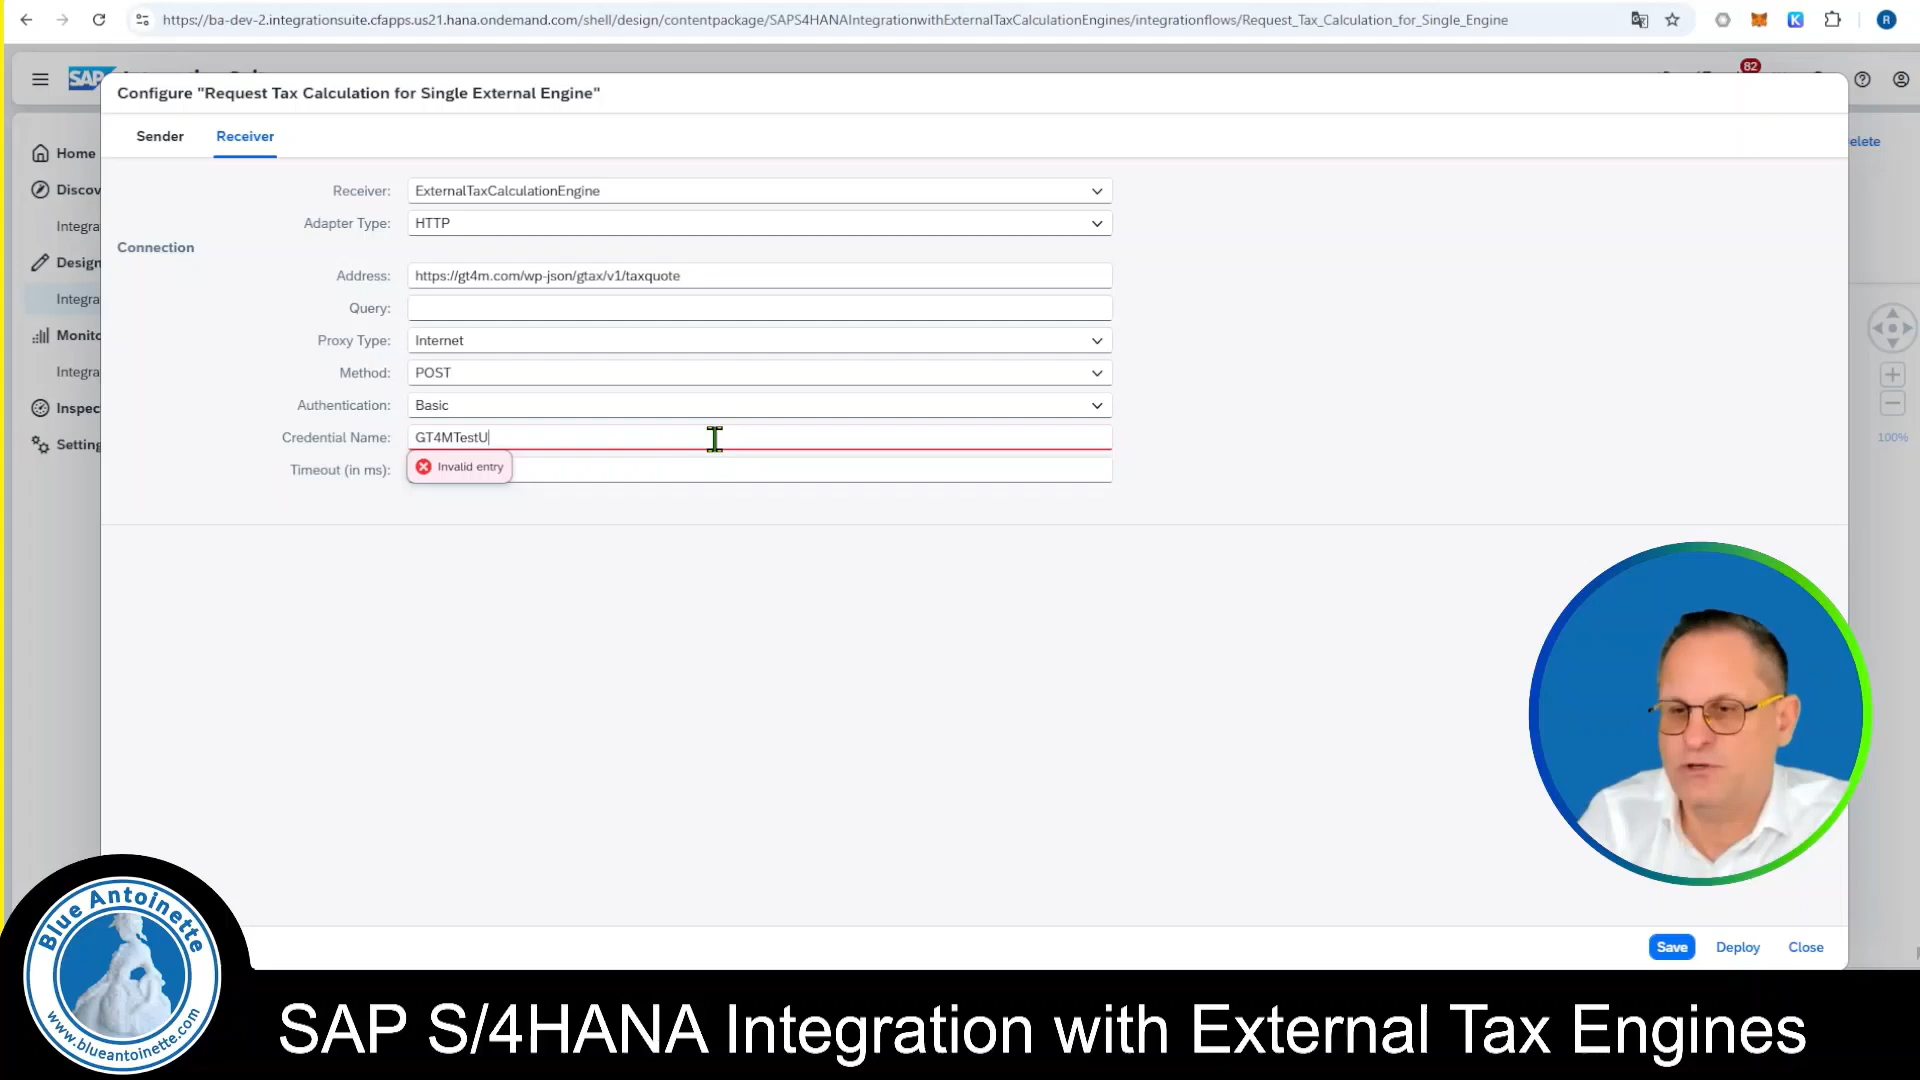 https://ba-dev-2.integrationsuite.cfapps.us21.hana.ondemand.com/shell/design/contentpackage/SAPS4HANAIntegrationwithExternalTaxCalculationEngines/integrationflows/Request_Tax_Calculation_for_Single_Engine
K
R
SAP
82
Configure "Request Tax Calculation for Single External Engine"
Sender
Receiver
elete
Home
Discov
Integra
Design
Integra
Monito
Integra
Inspec
Setting
Receiver: ExternalTaxCalculationEngine
Adapter Type: HTTP
Connection
Address: https://gt4m.com/wp-json/gtax/v1/taxquote
Query:
Proxy Type: Internet
Method: POST
Authentication: Basic
Credential Name: GT4MTestU
Timeout (in ms):
Invalid entry
100%
Save
Deploy
Close
Blue Antoinette
www.blueantoinette.com
SAP S/4HANA Integration with External Tax Engines